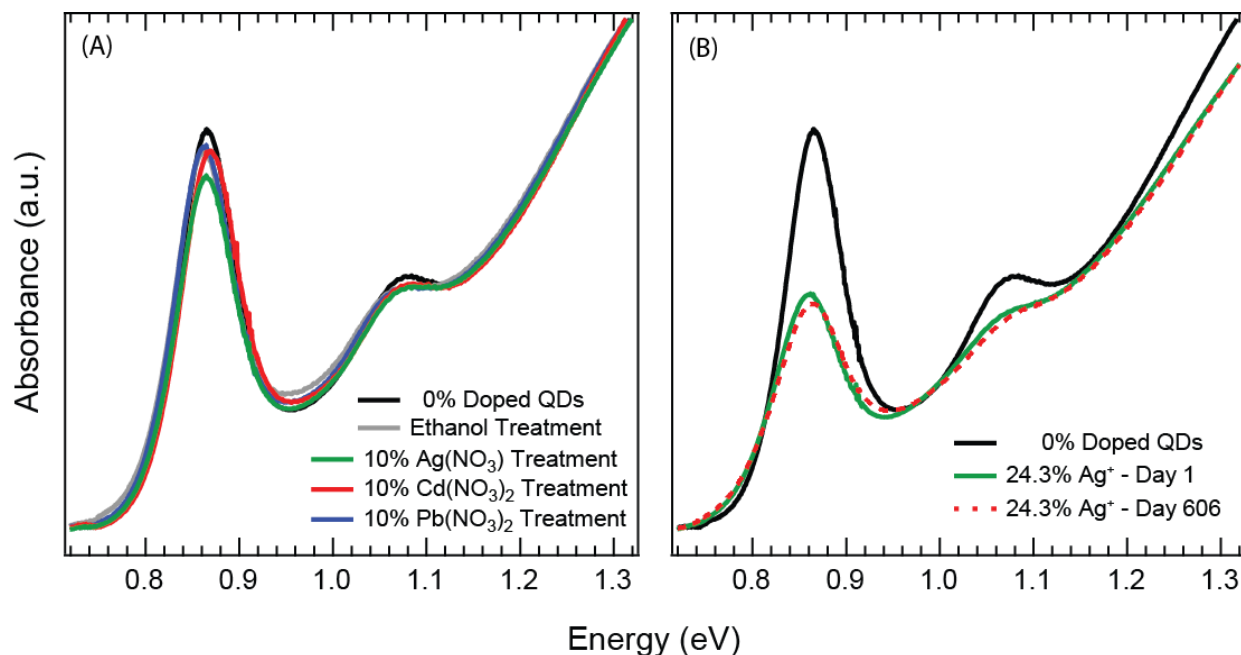 (A)
(B)
Absorbance (a.u.)
0% Doped QDs
Ethanol Treatment
10% Ag(NO₃) Treatment
10% Cd(NO₃)₂ Treatment
10% Pb(NO₃)₂ Treatment
0% Doped QDs
24.3% Ag⁺ - Day 1
24.3% Ag⁺ - Day 606
0.8 0.9 1.0 1.1 1.2 1.3
0.8 0.9 1.0 1.1 1.2 1.3
Energy (eV)